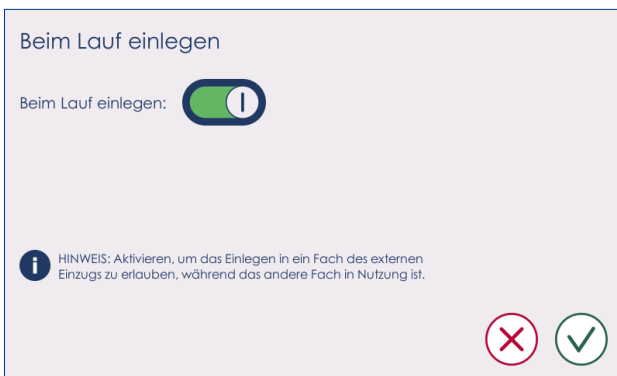 Beim Lauf einlegen
Beim Lauf einlegen:
HINWEIS: Aktivieren, um das Einlegen in ein Fach des externen
Einzugs zu erlauben, während das andere Fach in Nutzung ist.